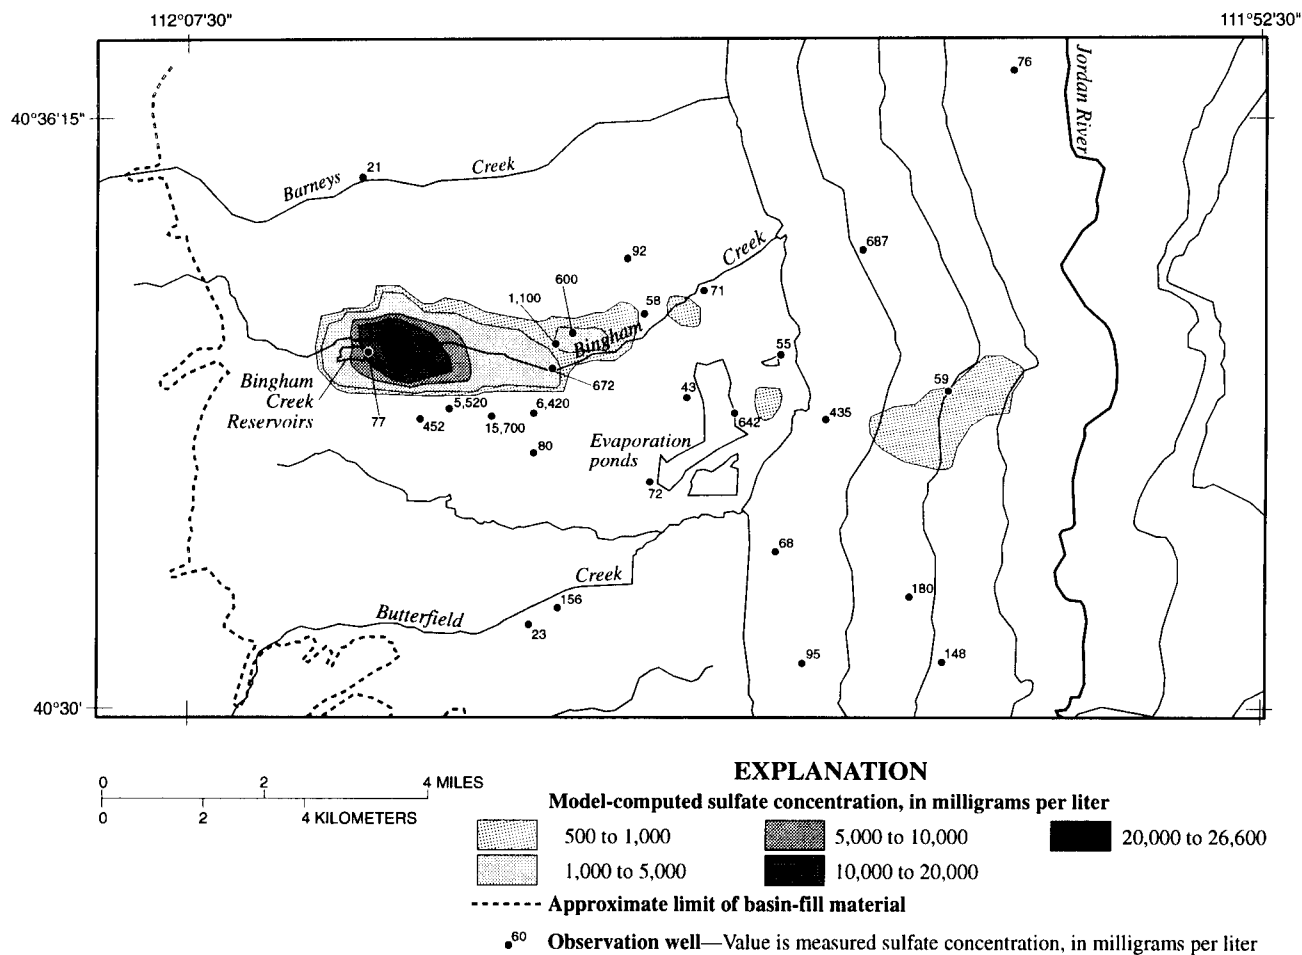 112°07'30"
111°52'30"
76
Jordan River
40°36'15"
21
Barneys
Creek
92
Creek
687
600
71
1,100
58
Bingham
55
Bingham
Creek
Reservoirs
672
59
43
5,520
6,420
77
452
15,700
642
435
80
Evaporation
ponds
72
68
Creek
156
180
Butterfield
23
95
148
40°30'
0 2 4 MILES
0 2 4 KILOMETERS
EXPLANATION
Model-computed sulfate concentration, in milligrams per liter
500 to 1,000
5,000 to 10,000
20,000 to 26,600
1,000 to 5,000
10,000 to 20,000
Approximate limit of basin-fill material
60 Observation well—Value is measured sulfate concentration, in milligrams per liter